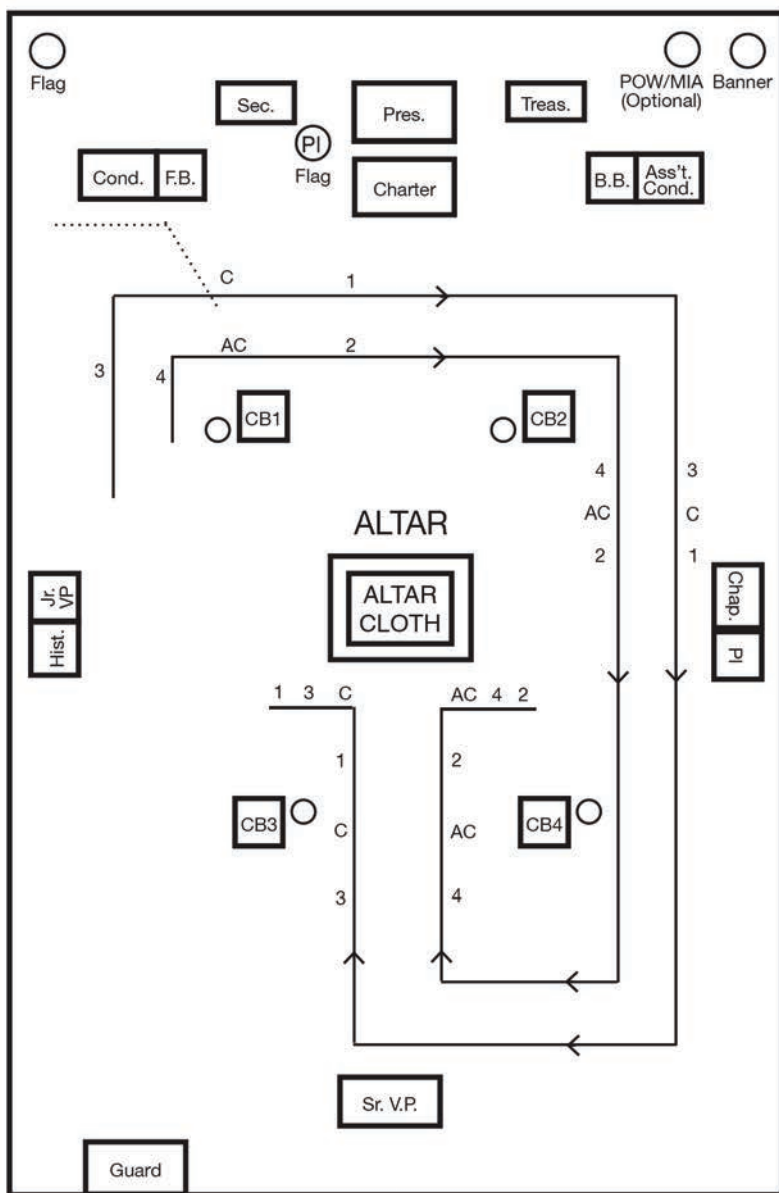 Flag
POW/MIA
(Optional)
Banner
Sec.
Pres.
Treas.
PI
Flag
Cond.
F.B.
Charter
B.B.
Ass't.
Cond.
C
1
3
AC
2
4
CB1
CB2
4
3
AC
C
2
1
ALTAR
ALTAR
CLOTH
Jr.
VP
Hist.
Chap.
PI
1 3 C
AC 4 2
1
2
CB3
C
AC
CB4
3
4
Sr. V.P.
Guard